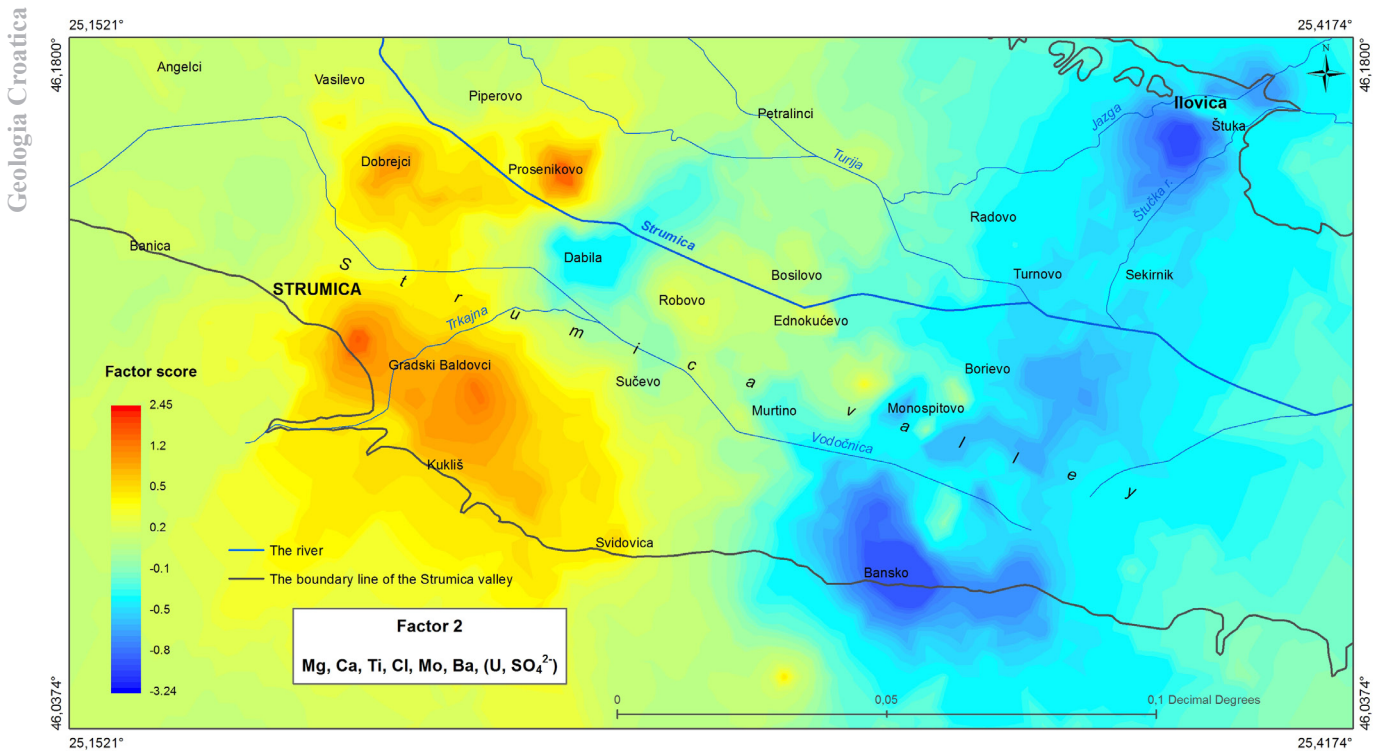 Geologia Croatica
25,1521°
25,4174°
46,1800°
46,1800°
N
Angelci
Vasilevo
Piperovo
Petralinci
Ilovica
Jazga
Štuka
Dobrejci
Prosenikovo
Turija
Štučka r.
Radovo
Strumica
Banica
Dabila
Bosilovo
Turnovo
Sekirnik
STRUMICA
Robovo
Trkajna
Ednokućevo
Strumica valley
Gradski Baldovci
Sučevo
Borievo
Murtino
Monospitovo
Vodočnica
Kukliš
Svidovica
Bansko
Factor score
2.45
1.2
0.5
0.2
-0.1
-0.5
-0.8
-3.24
The river
The boundary line of the Strumica valley
Factor 2
Mg, Ca, Ti, Cl, Mo, Ba, (U, SO₄²⁻)
0
0,05
0,1 Decimal Degrees
46,0374°
46,0374°
25,1521°
25,4174°